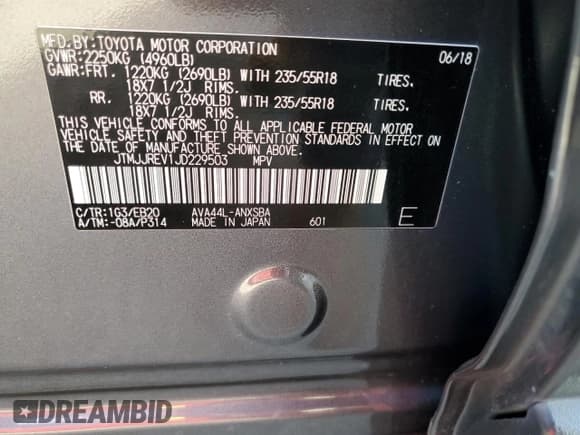 MFD.BY:TOYOTA MOTOR CORPORATION 06/18
GVWR:2250KG (4960LB)
GAWR:FRT. 1220KG (2690LB) WITH 235/55R18 TIRES,
18X7 1/2J RIMS.
RR. 1220KG (2690LB) WITH 235/55R18 TIRES,
18X7 1/2J RIMS.
THIS VEHICLE CONFORMS TO ALL APPLICABLE FEDERAL MOTOR
VEHICLE SAFETY AND THEFT PREVENTION STANDARDS IN EFFECT ON
THE DATE OF MANUFACTURE SHOWN ABOVE.
JTMJJREV1JD229503 MPV
C/TR:1G3/EB20 AVA44L-ANXSBA
A/TM:-08A/P314 MADE IN JAPAN 601 E
DREAMBID